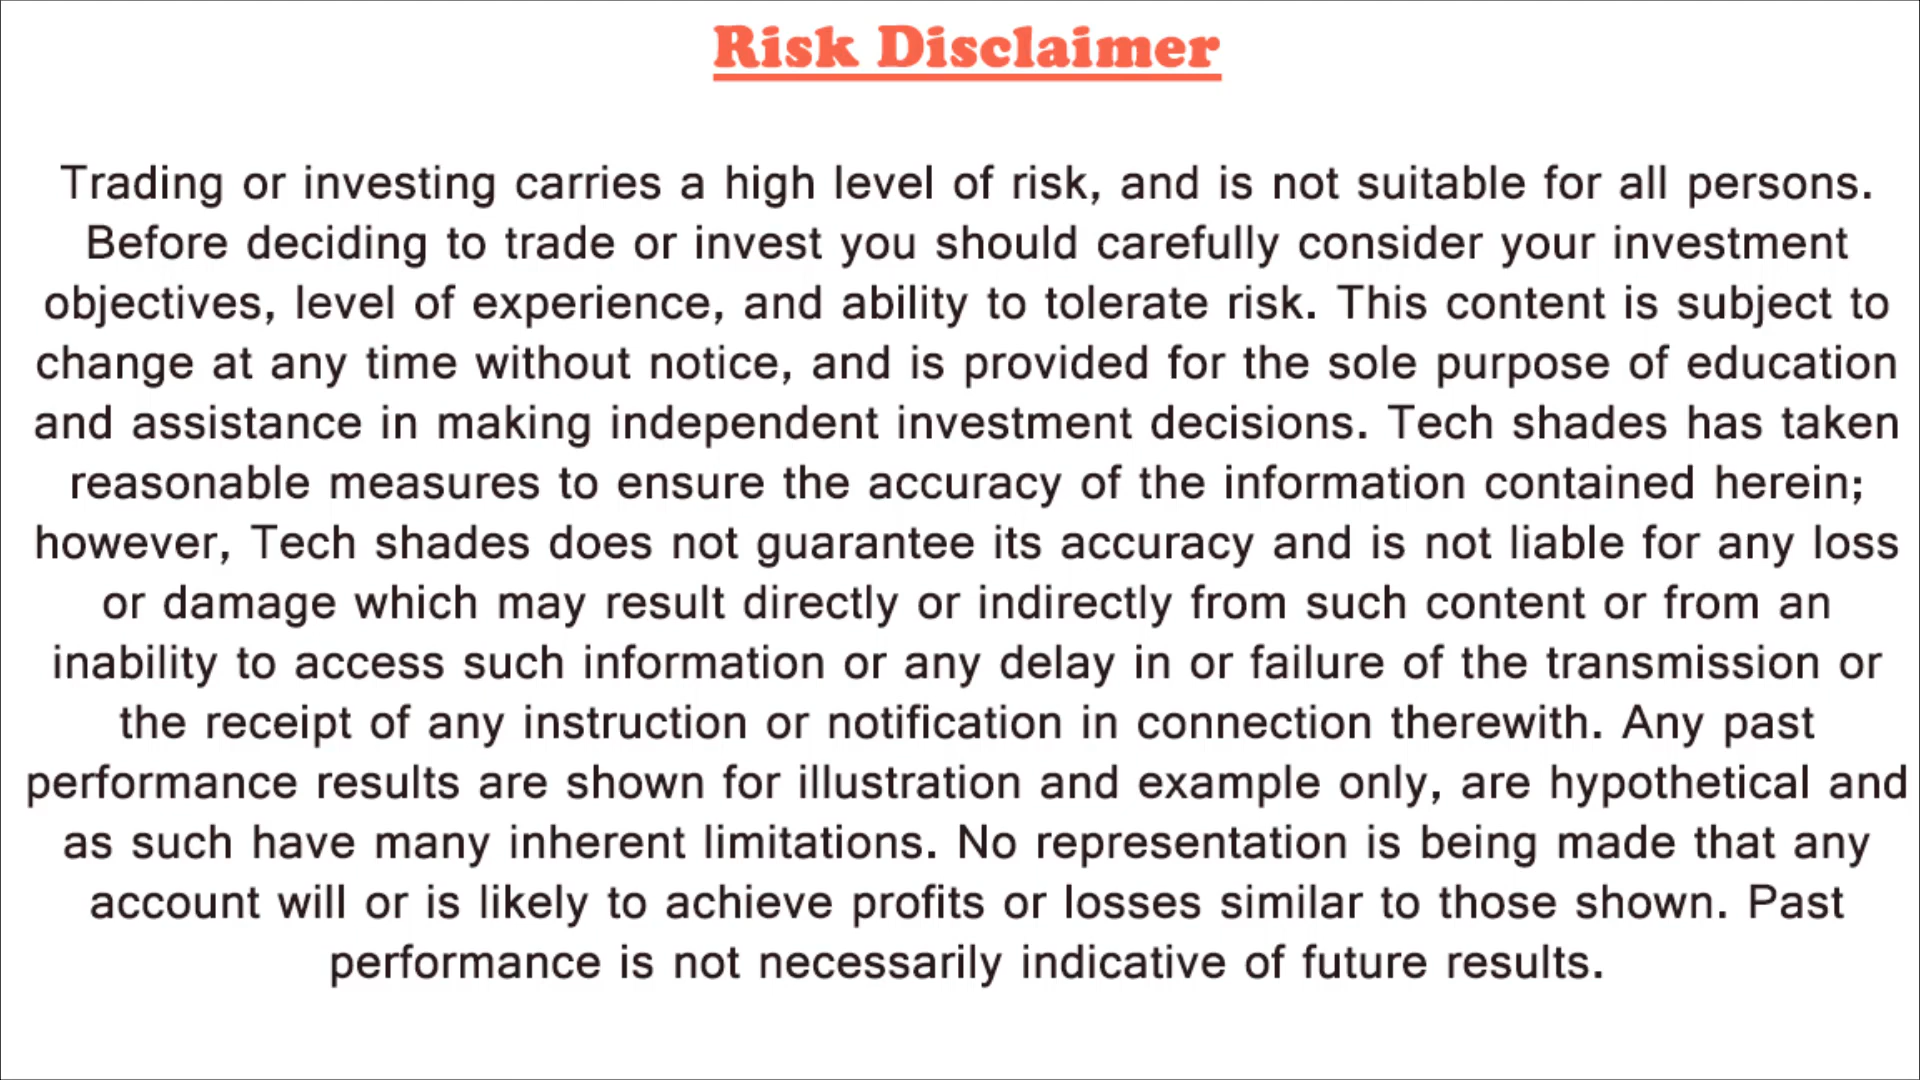 Risk Disclaimer
Trading or investing carries a high level of risk, and is not suitable for all persons.
Before deciding to trade or invest you should carefully consider your investment
objectives, level of experience, and ability to tolerate risk. This content is subject to
change at any time without notice, and is provided for the sole purpose of education
and assistance in making independent investment decisions. Tech shades has taken
reasonable measures to ensure the accuracy of the information contained herein;
however, Tech shades does not guarantee its accuracy and is not liable for any loss
or damage which may result directly or indirectly from such content or from an
inability to access such information or any delay in or failure of the transmission or
the receipt of any instruction or notification in connection therewith. Any past
performance results are shown for illustration and example only, are hypothetical and
as such have many inherent limitations. No representation is being made that any
account will or is likely to achieve profits or losses similar to those shown. Past
performance is not necessarily indicative of future results.